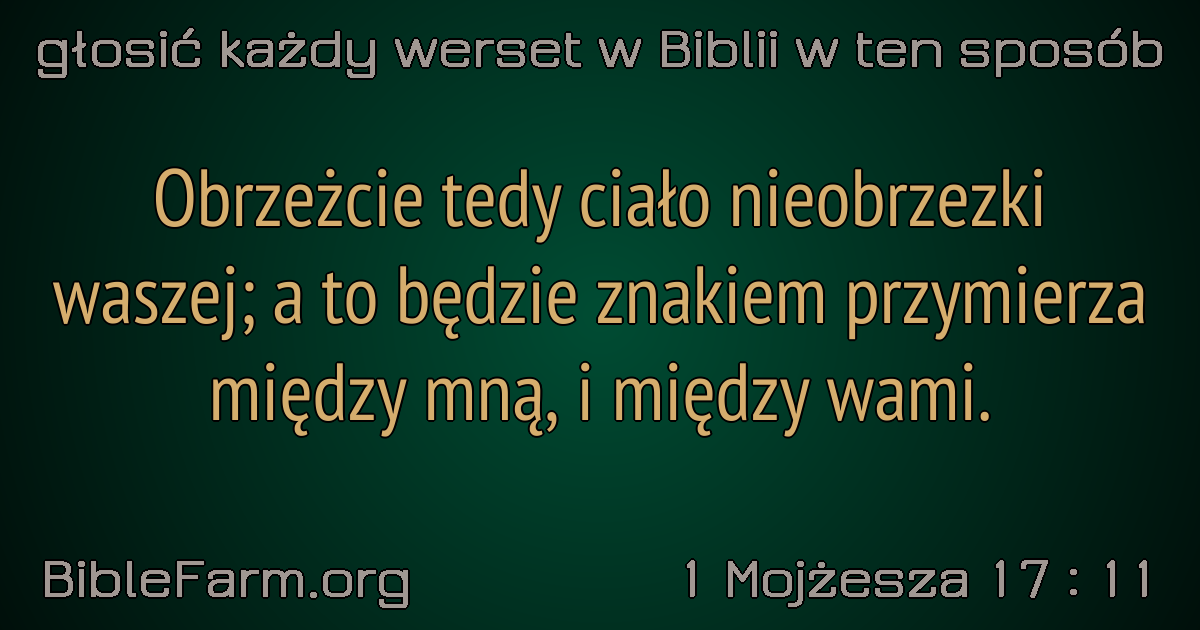 głosić każdy werset w Biblii w ten sposób
Obrzeżcie tedy ciało nieobrzezki
waszej; a to będzie znakiem przymierza
między mną, i między wami.
BibleFarm.org
1 Mojżesza 17 : 11